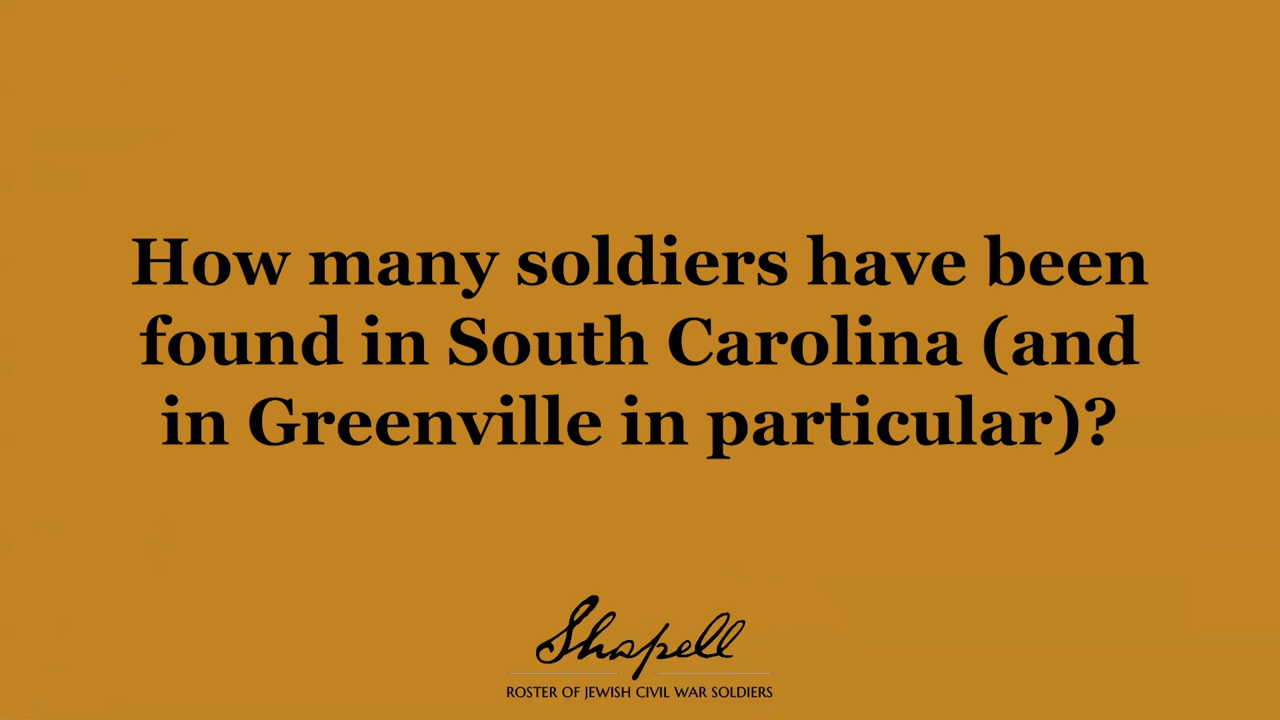 How many soldiers have been
found in South Carolina (and
in Greenville in particular)?
Shapell
ROSTER OF JEWISH CIVIL WAR SOLDIERS